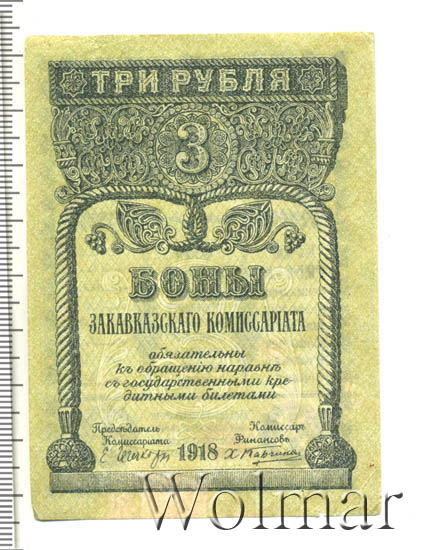 ТРИ РУБЛЯ
3
БОНЫ
ЗАКАВКАЗСКАГО КОМИССАРІАТА
обязательны
къ обращенію наравнѣ
съ государственными кре-
дитными билетами
Предсѣдатель Комиссаръ
Комиссариата Финансовъ
1918
Wolmar